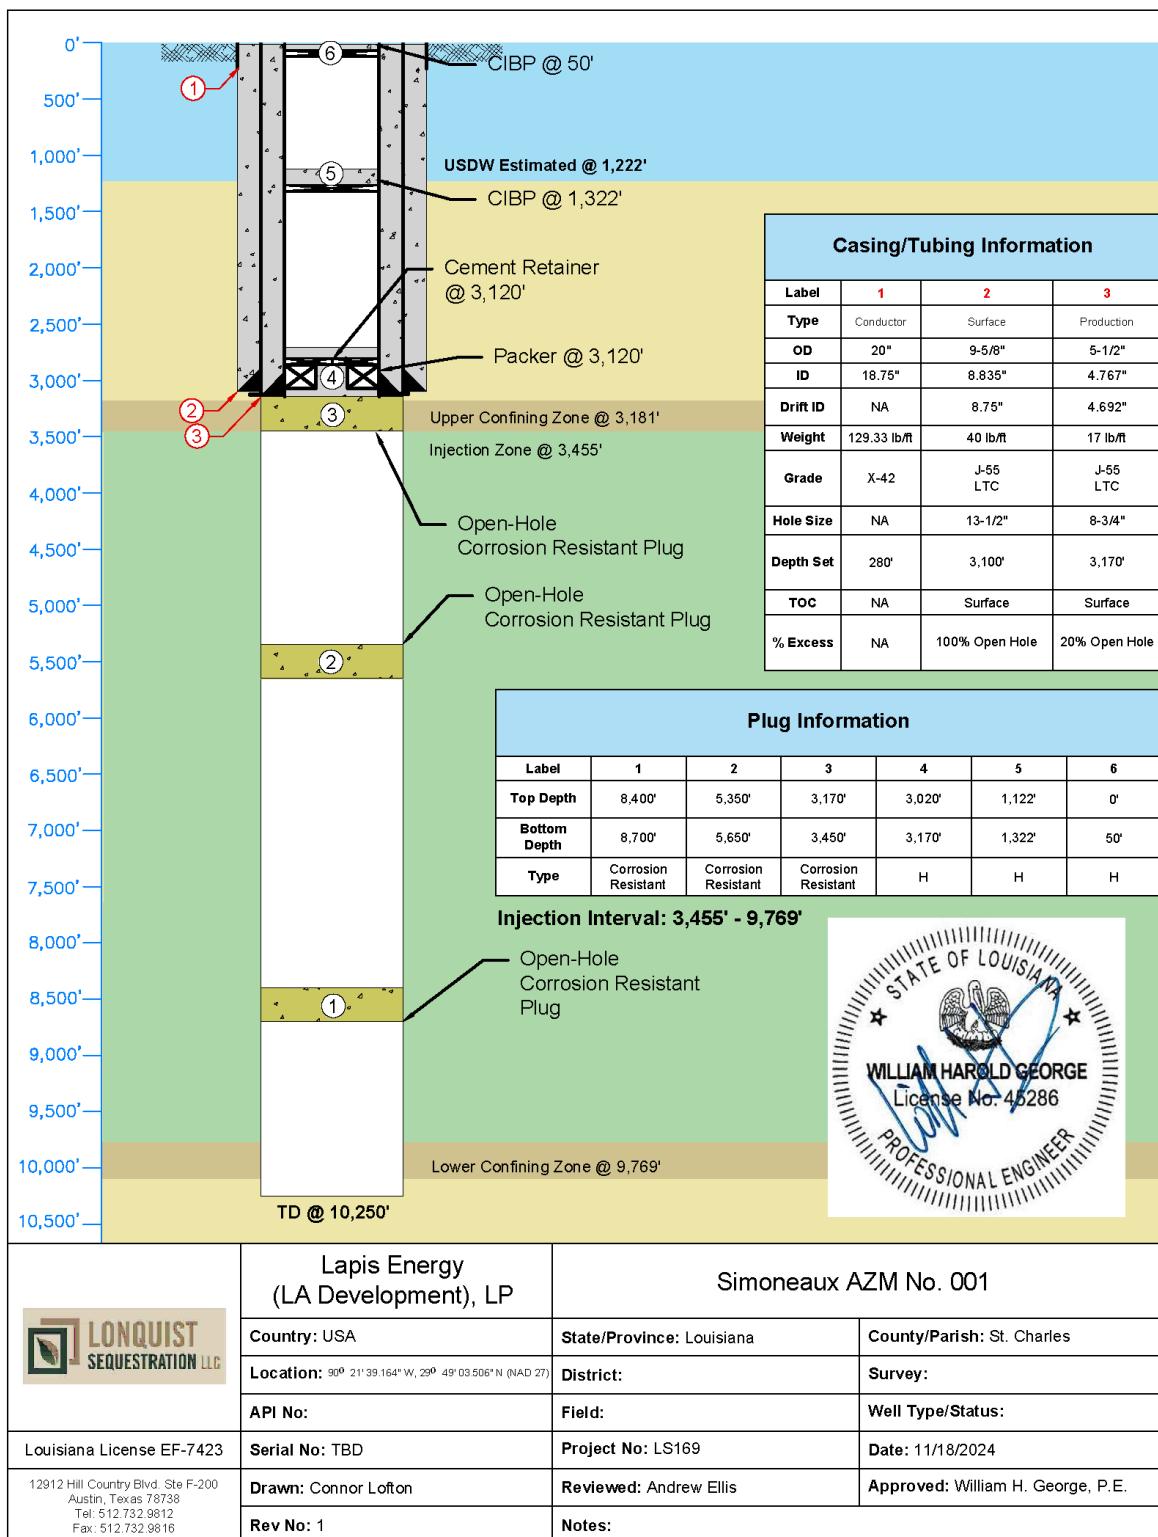 0'
500'
1,000'
1,500'
2,000'
2,500'
3,000'
3,500'
4,000'
4,500'
5,000'
5,500'
6,000'
6,500'
7,000'
7,500'
8,000'
8,500'
9,000'
9,500'
10,000'
10,500'
6
CIBP @ 50'
1
USDW Estimated @ 1,222'
5
CIBP @ 1,322'
Cement Retainer
@ 3,120'
Packer @ 3,120'
4
2
3
3
Upper Confining Zone @ 3,181'
Injection Zone @ 3,455'
Open-Hole
Corrosion Resistant Plug
Open-Hole
Corrosion Resistant Plug
2
Casing/Tubing Information
Label 1 2 3
Type Conductor Surface Production
OD 20" 9-5/8" 5-1/2"
ID 18.75" 8.835" 4.767"
Drift ID NA 8.75" 4.692"
Weight 129.33 lb/ft 40 lb/ft 17 lb/ft
Grade X-42 J-55 LTC J-55 LTC
Hole Size NA 13-1/2" 8-3/4"
Depth Set 280' 3,100' 3,170'
TOC NA Surface Surface
% Excess NA 100% Open Hole 20% Open Hole
Plug Information
Label 1 2 3 4 5 6
Top Depth 8,400' 5,350' 3,170' 3,020' 1,122' 0'
Bottom Depth 8,700' 5,650' 3,450' 3,170' 1,322' 50'
Type Corrosion Resistant Corrosion Resistant Corrosion Resistant H H H
Injection Interval: 3,455' - 9,769'
Open-Hole
Corrosion Resistant
Plug
1
STATE OF LOUISIANA
WILLIAM HAROLD GEORGE
License No. 45286
PROFESSIONAL ENGINEER
Lower Confining Zone @ 9,769'
TD @ 10,250'
LONQUIST
SEQUESTRATION LLC
Lapis Energy
(LA Development), LP
Simoneaux AZM No. 001
Country: USA
State/Province: Louisiana
County/Parish: St. Charles
Location: 90º 21' 39.164" W, 29º 49' 03.506" N (NAD 27)
District:
Survey:
API No:
Field:
Well Type/Status:
Louisiana License EF-7423
Serial No: TBD
Project No: LS169
Date: 11/18/2024
12912 Hill Country Blvd. Ste F-200
Austin, Texas 78738
Tel: 512.732.9812
Fax: 512.732.9816
Drawn: Connor Lofton
Reviewed: Andrew Ellis
Approved: William H. George, P.E.
Rev No: 1
Notes: